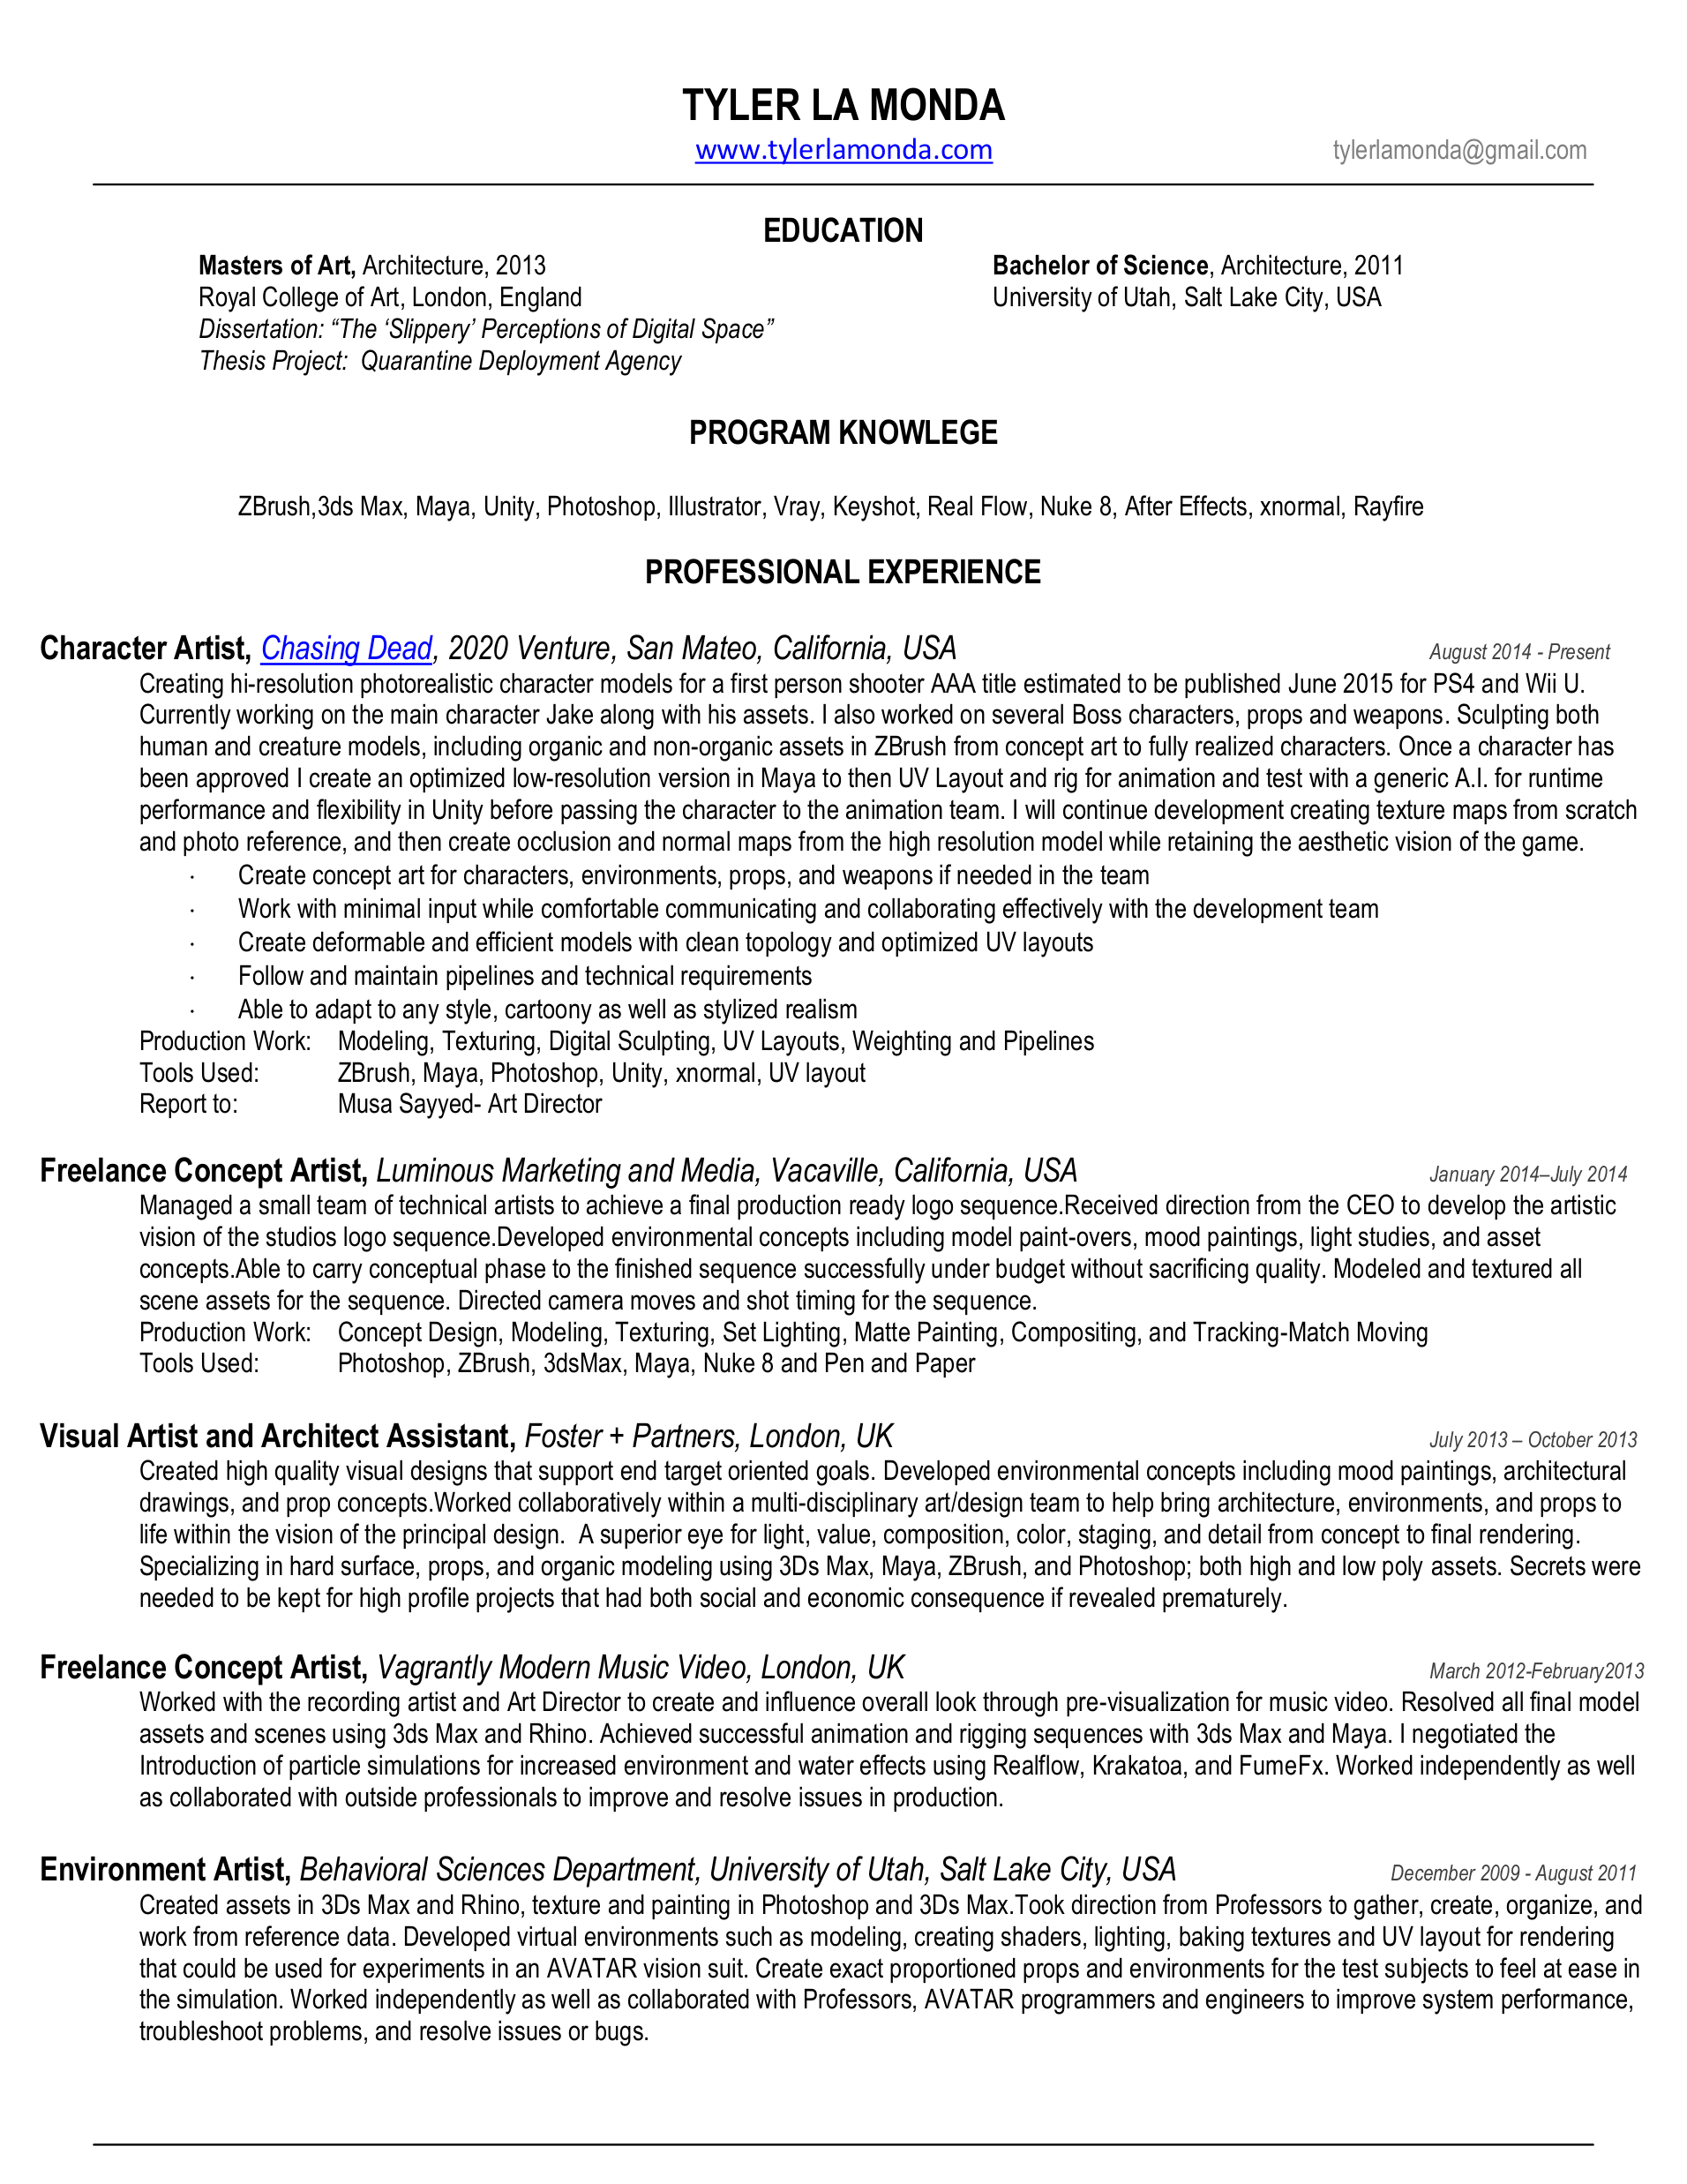 TYLER LA MONDA
www.tylerlamonda.com tylerlamonda@gmail.com
EDUCATION
Masters of Art, Architecture, 2013
Royal College of Art, London, England
Dissertation: “The ‘Slippery’ Perceptions of Digital Space”
Thesis Project:  Quarantine Deployment Agency
Bachelor of Science, Architecture, 2011
University of Utah, Salt Lake City, USA
PROGRAM KNOWLEGE
ZBrush,3ds Max, Maya, Unity, Photoshop, Illustrator, Vray, Keyshot, Real Flow, Nuke 8, After Effects, xnormal, Rayfire
PROFESSIONAL EXPERIENCE
Character Artist, Chasing Dead, 2020 Venture, San Mateo, California, USA August 2014 - Present
Creating hi-resolution photorealistic character models for a first person shooter AAA title estimated to be published June 2015 for PS4 and Wii U.
Currently working on the main character Jake along with his assets. I also worked on several Boss characters, props and weapons. Sculpting both
human and creature models, including organic and non-organic assets in ZBrush from concept art to fully realized characters. Once a character has
been approved I create an optimized low-resolution version in Maya to then UV Layout and rig for animation and test with a generic A.I. for runtime
performance and flexibility in Unity before passing the character to the animation team. I will continue development creating texture maps from scratch
and photo reference, and then create occlusion and normal maps from the high resolution model while retaining the aesthetic vision of the game.
· Create concept art for characters, environments, props, and weapons if needed in the team
· Work with minimal input while comfortable communicating and collaborating effectively with the development team
· Create deformable and efficient models with clean topology and optimized UV layouts
· Follow and maintain pipelines and technical requirements
· Able to adapt to any style, cartoony as well as stylized realism
Production Work: Modeling, Texturing, Digital Sculpting, UV Layouts, Weighting and Pipelines
Tools Used: ZBrush, Maya, Photoshop, Unity, xnormal, UV layout
Report to: Musa Sayyed- Art Director
Freelance Concept Artist, Luminous Marketing and Media, Vacaville, California, USA January 2014–July 2014
Managed a small team of technical artists to achieve a final production ready logo sequence.Received direction from the CEO to develop the artistic
vision of the studios logo sequence.Developed environmental concepts including model paint-overs, mood paintings, light studies, and asset
concepts.Able to carry conceptual phase to the finished sequence successfully under budget without sacrificing quality. Modeled and textured all
scene assets for the sequence. Directed camera moves and shot timing for the sequence.
Production Work: Concept Design, Modeling, Texturing, Set Lighting, Matte Painting, Compositing, and Tracking-Match Moving
Tools Used: Photoshop, ZBrush, 3dsMax, Maya, Nuke 8 and Pen and Paper
Visual Artist and Architect Assistant, Foster + Partners, London, UK July 2013 – October 2013
Created high quality visual designs that support end target oriented goals. Developed environmental concepts including mood paintings, architectural
drawings, and prop concepts.Worked collaboratively within a multi-disciplinary art/design team to help bring architecture, environments, and props to
life within the vision of the principal design.  A superior eye for light, value, composition, color, staging, and detail from concept to final rendering.
Specializing in hard surface, props, and organic modeling using 3Ds Max, Maya, ZBrush, and Photoshop; both high and low poly assets. Secrets were
needed to be kept for high profile projects that had both social and economic consequence if revealed prematurely.
Freelance Concept Artist, Vagrantly Modern Music Video, London, UK March 2012-February2013
Worked with the recording artist and Art Director to create and influence overall look through pre-visualization for music video. Resolved all final model
assets and scenes using 3ds Max and Rhino. Achieved successful animation and rigging sequences with 3ds Max and Maya. I negotiated the
Introduction of particle simulations for increased environment and water effects using Realflow, Krakatoa, and FumeFx. Worked independently as well
as collaborated with outside professionals to improve and resolve issues in production.
Environment Artist, Behavioral Sciences Department, University of Utah, Salt Lake City, USA December 2009 - August 2011
Created assets in 3Ds Max and Rhino, texture and painting in Photoshop and 3Ds Max.Took direction from Professors to gather, create, organize, and
work from reference data. Developed virtual environments such as modeling, creating shaders, lighting, baking textures and UV layout for rendering
that could be used for experiments in an AVATAR vision suit. Create exact proportioned props and environments for the test subjects to feel at ease in
the simulation. Worked independently as well as collaborated with Professors, AVATAR programmers and engineers to improve system performance,
troubleshoot problems, and resolve issues or bugs.